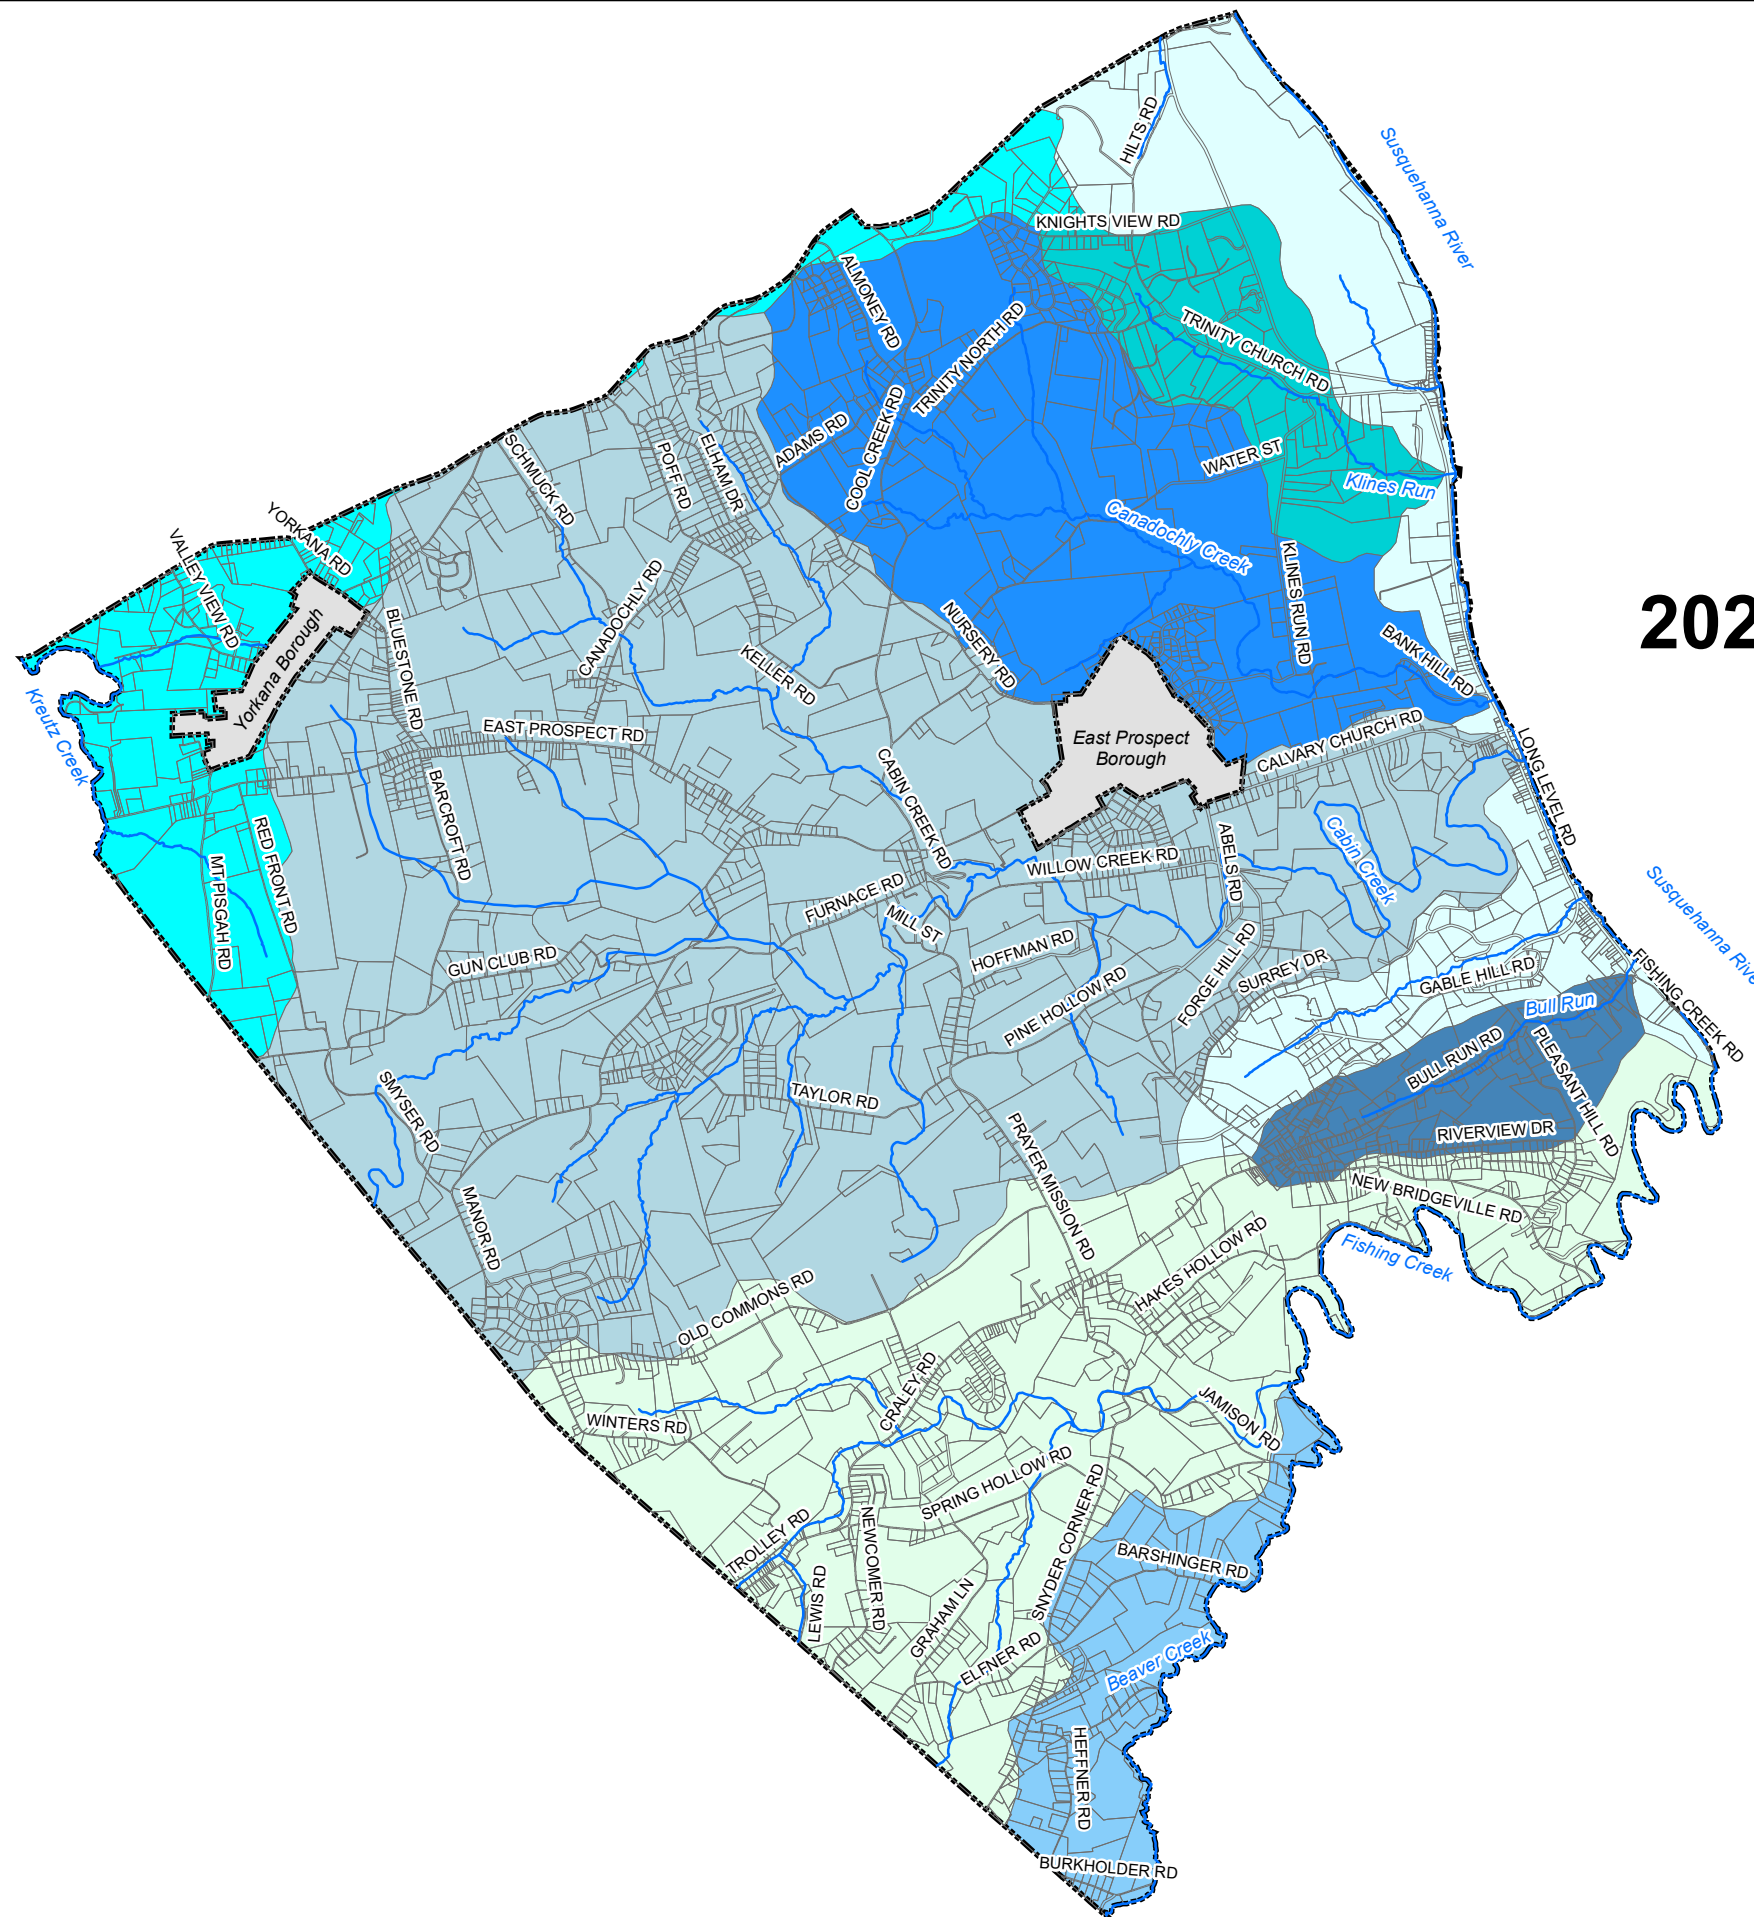 HILTS RD
Susquehanna River
KNIGHTS VIEW RD
ALMONEY RD
TRINITY NORTH RD
TRINITY CHURCH RD
COOL CREEK RD
ADAMS RD
SCHMUCK RD
POFF RD
ELHAM DR
WATER ST
Klines Run
Canadochly Creek
YORKANA RD
VALLEY VIEW RD
Yorkana Borough
BLUESTONE RD
CANADOCHLY RD
KELLER RD
NURSERY RD
KLINES RUN RD
BANK HILL RD
202
Kreutz Creek
EAST PROSPECT RD
East Prospect
Borough
CALVARY CHURCH RD
LONG LEVEL RD
BARCROFT RD
CABIN CREEK RD
RED FRONT RD
MT PISGAH RD
WILLOW CREEK RD
ABELS RD
Cabin Creek
FURNACE RD
MILL ST
HOFFMAN RD
GUN CLUB RD
PINE HOLLOW RD
FORGE HILL RD
SURREY DR
GABLE HILL RD
Susquehanna Rive
FISHING CREEK RD
Bull Run
BULL RUN RD
PLEASANT HILL RD
SMYSER RD
TAYLOR RD
PRAYER MISSION RD
RIVERVIEW DR
NEW BRIDGEVILLE RD
MANOR RD
HAKES HOLLOW RD
Fishing Creek
OLD COMMONS RD
CRALEY RD
JAMISON RD
WINTERS RD
SPRING HOLLOW RD
TROLLEY RD
NEWCOMER RD
SNYDER CORNER RD
BARSHINGER RD
LEWIS RD
GRAHAM LN
ELFNER RD
Beaver Creek
HEFFNER RD
BURKHOLDER RD